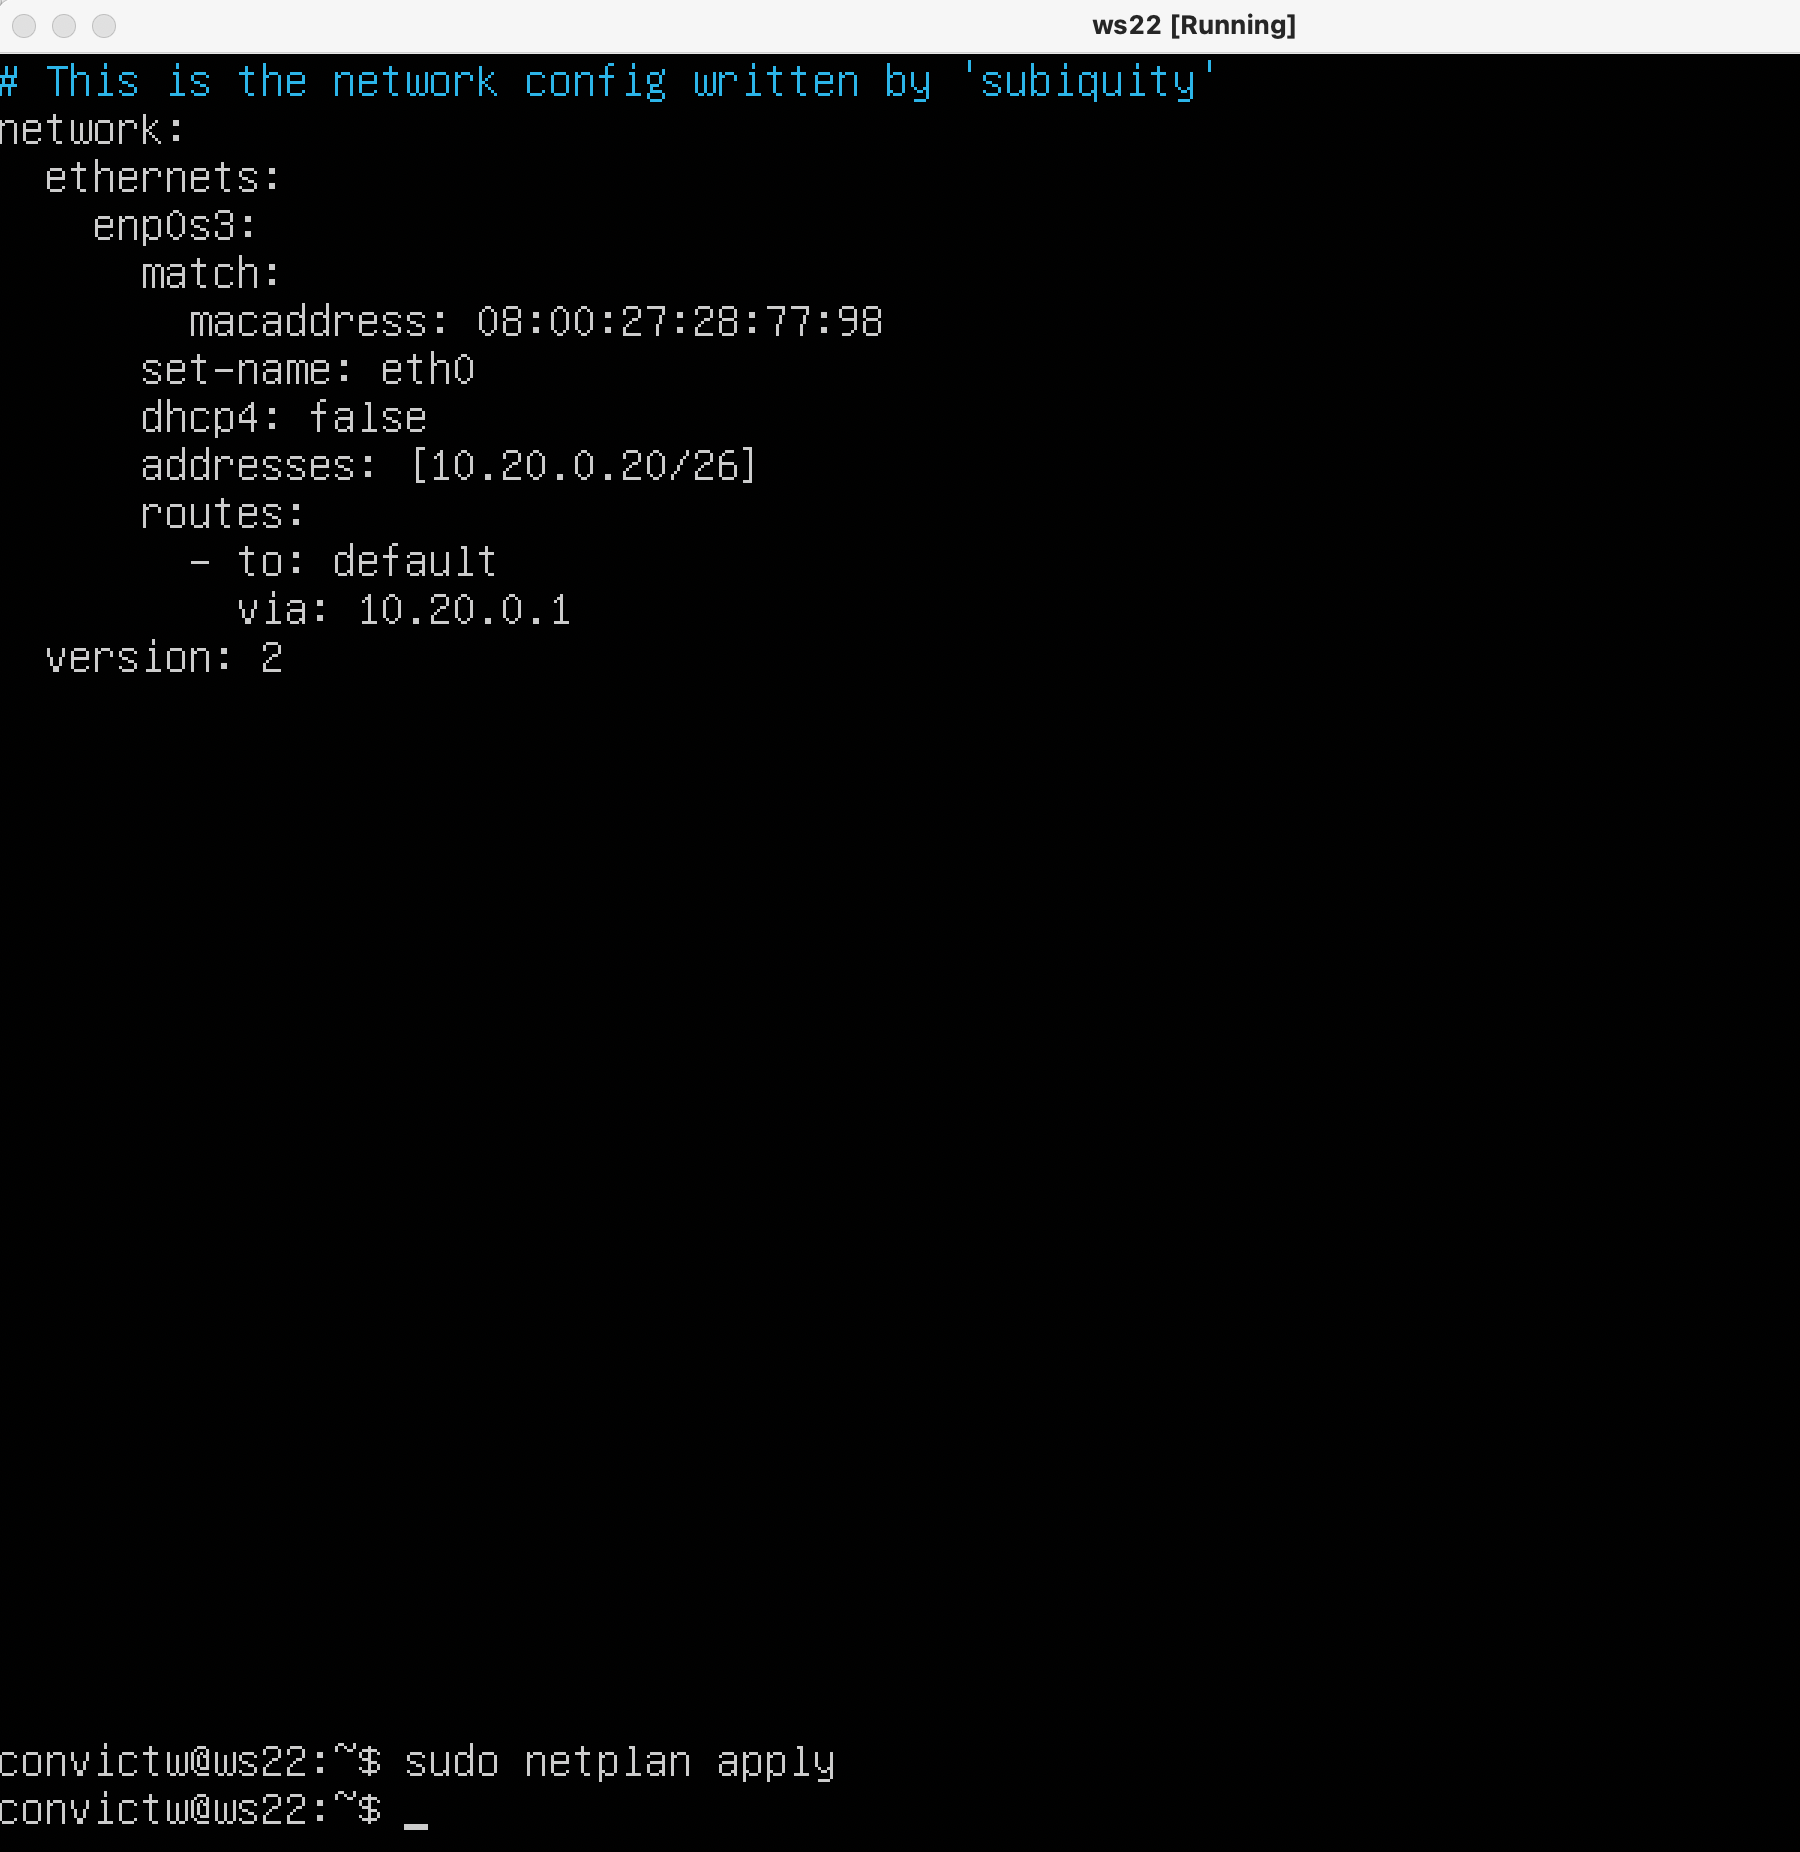 ws22 [Running]
# This is the network config written by 'subiquity'
network:
  ethernets:
    enp0s3:
      match:
        macaddress: 08:00:27:28:77:98
      set-name: eth0
      dhcp4: false
      addresses: [10.20.0.20/26]
      routes:
        - to: default
          via: 10.20.0.1
  version: 2
convictw@ws22:~$ sudo netplan apply
convictw@ws22:~$ _